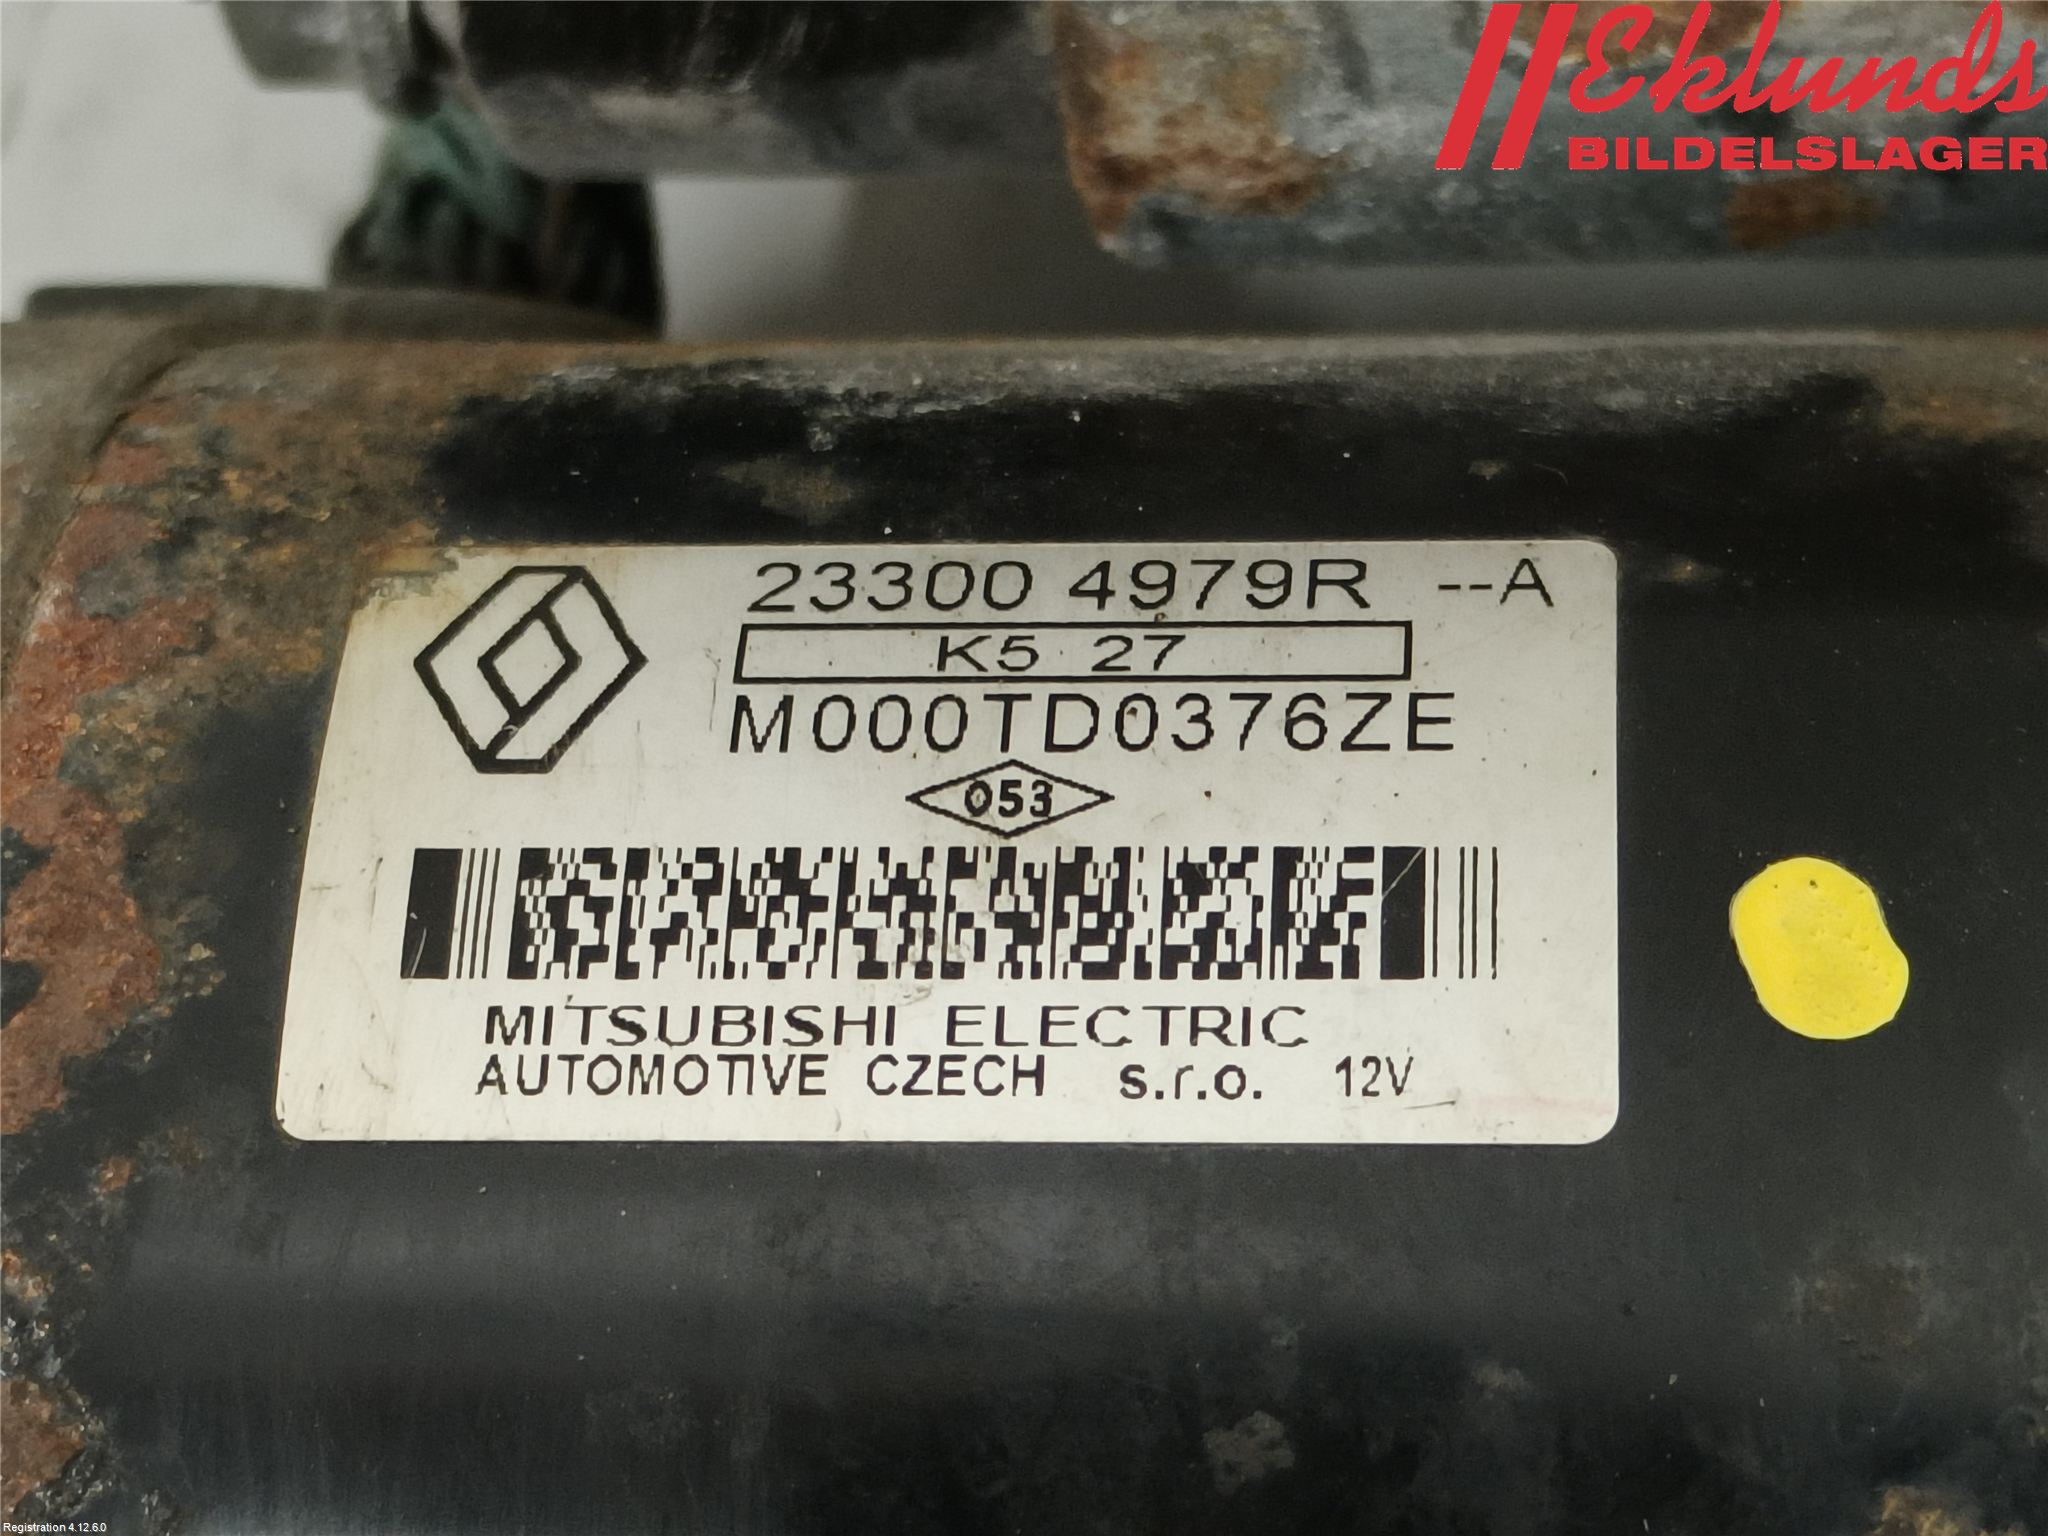 Eklunds
BILDELSLAGER
23300 4979R --A
K5 27
M000TD0376ZE
053
MITSUBISHI ELECTRIC
AUTOMOTIVE CZECH s.r.o. 12V
Registration 4.12.6.0